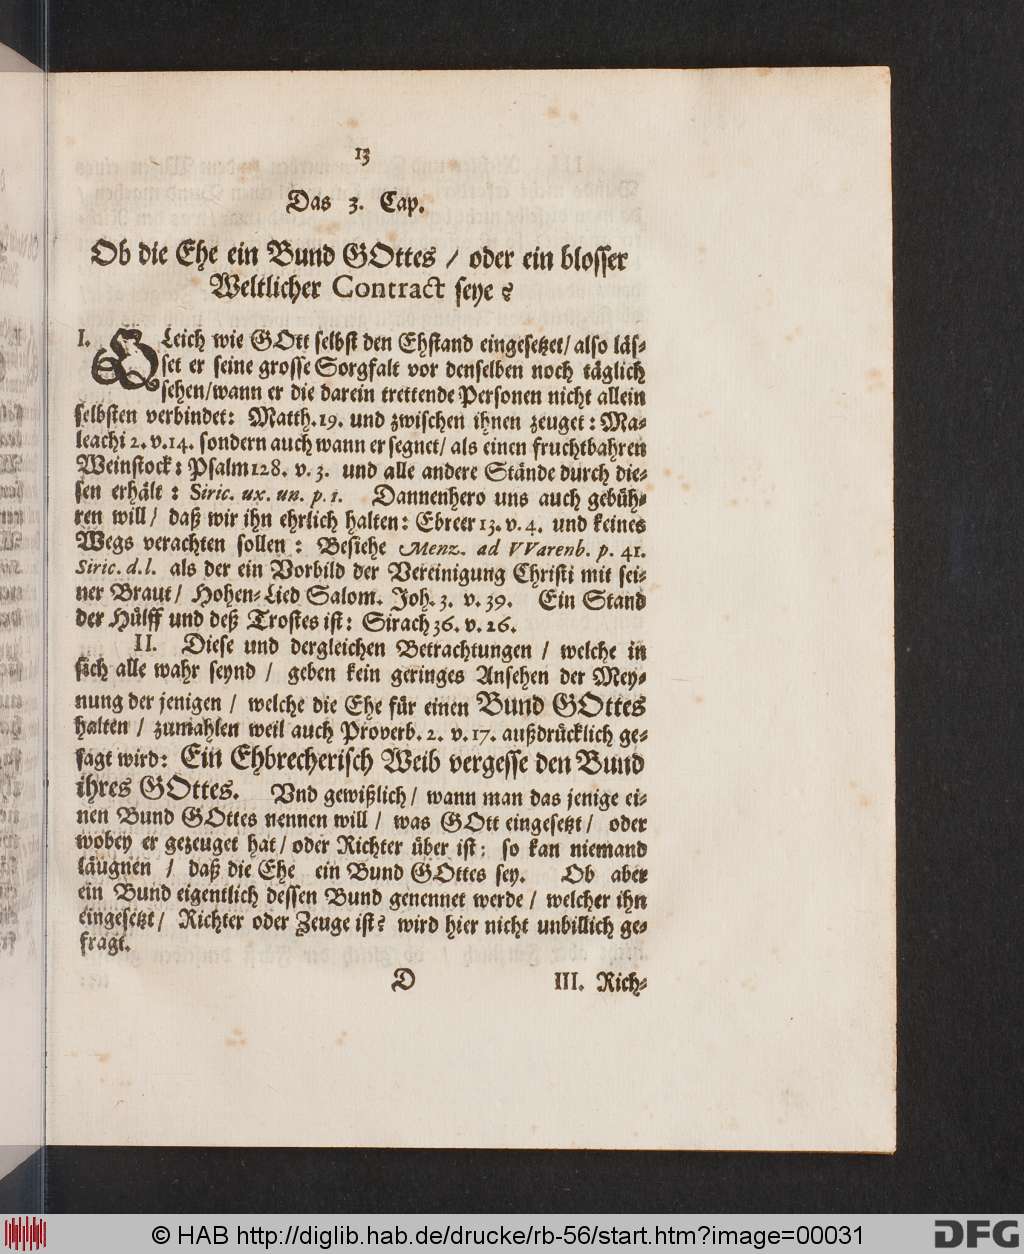 13
Das 3. Cap.
Ob die Ehe ein Bund GOttes / oder ein blosser
Weltlicher Contract seye?
I. GLeich wie GOtt selbst den Ehstand eingesetzet/ also läs-
set er seine grosse Sorgfalt vor denselben noch täglich
sehen/wann er die darein trettende Personen nicht allein
selbsten verbindet: Matth.19. und zwischen ihnen zeuget: Ma-
leachi 2. v.14. sondern auch wann er segnet/ als einen fruchtbahren
Weinstock: Psalm 128. v. 3. und alle andere Stände durch die-
sen erhält : Siric. ux. un. p. 1. Dannenhero uns auch gebüh-
ren will/ daß wir ihn ehrlich halten: Ebreer 13. v. 4. und keines
Wegs verachten sollen : Besiehe Menz. ad VVarenb. p. 41.
Siric. d. l. als der ein Vorbild der Vereinigung Christi mit sei-
ner Braut/ Hohen-Lied Salom. Joh. 3. v. 39. Ein Stand
der Hülff und deß Trostes ist: Sirach 36. v. 26.
II. Diese und dergleichen Betrachtungen / welche in
sich alle wahr seynd / geben kein geringes Ansehen der Mey-
nung der jenigen / welche die Ehe für einen Bund GOttes
halten / zumahlen weil auch Proverb. 2. v. 17. außdrücklich ge-
sagt wird: Ein Ehbrecherisch Weib vergesse den Bund
ihres GOttes. Vnd gewißlich/ wann man das jenige ei-
nen Bund GOttes nennen will / was GOtt eingesetzt/ oder
wobey er gezeuget hat/ oder Richter über ist: so kan niemand
läugnen / daß die Ehe ein Bund GOttes sey. Ob aber
ein Bund eigentlich dessen Bund genennet werde / welcher ihn
eingesetzt/ Richter oder Zeuge ist? wird hier nicht unbillich ge-
fragt.
D III. Rich-
© HAB http://diglib.hab.de/drucke/rb-56/start.htm?image=00031
DFG